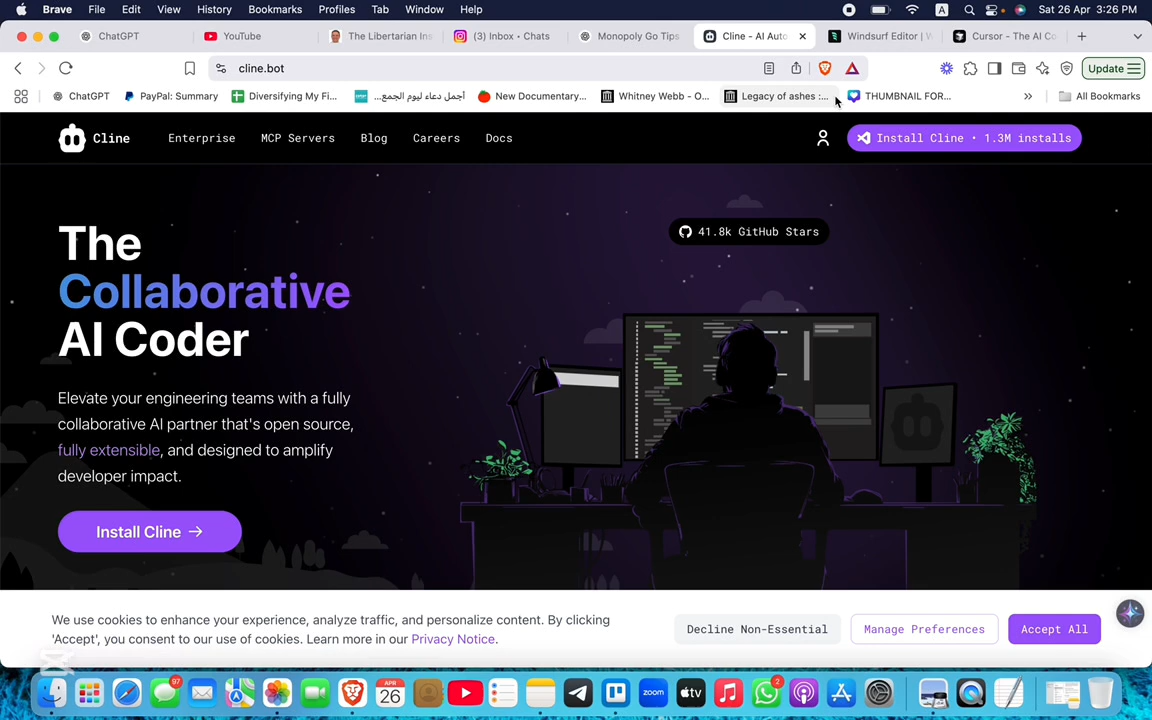 Brave File Edit View History Bookmarks Profiles Tab Window Help A Sat 26 Apr 3:26 PM
ChatGPT YouTube The Libertarian Ins (3) Inbox • Chats Monopoly Go Tips Cline - AI Auto Windsurf Editor | Cursor - The AI Co
cline.bot Update
ChatGPT PayPal: Summary Diversifying My Fi... أجمل دعاء ليوم الجمع... New Documentary... Whitney Webb - O... Legacy of ashes :... THUMBNAIL FOR... » All Bookmarks
Cline Enterprise MCP Servers Blog Careers Docs Install Cline • 1.3M installs
41.8k GitHub Stars
The
Collaborative
AI Coder
Elevate your engineering teams with a fully
collaborative AI partner that's open source,
fully extensible, and designed to amplify
developer impact.
Install Cline →
We use cookies to enhance your experience, analyze traffic, and personalize content. By clicking
'Accept', you consent to our use of cookies. Learn more in our Privacy Notice.
Decline Non-Essential Manage Preferences Accept All
97 APR 26 zoom tv 2